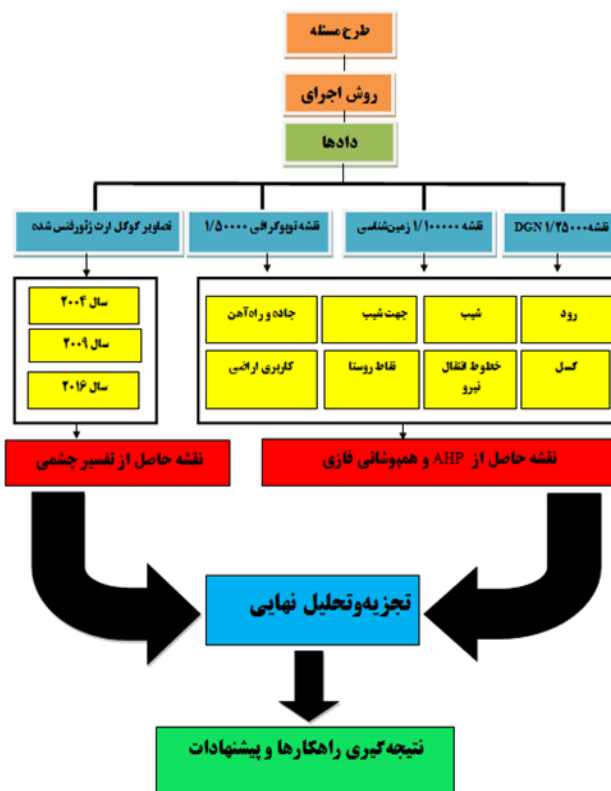 طرح مسئله
روش اجرای
دادها
نقشه ۱/۲۵۰۰۰ DGN
نقشه ۱/۱۰۰۰۰۰ زمین‌شناسی
نقشه توپوگرافی ۱/۵۰۰۰۰
تصاویر گوگل ارث ژئورفنس شده
رود
شیب
جهت شیب
جاده و راه‌آهن
گسل
خطوط انتقال
نیرو
نقاط روستا
کاربری اراضی
سال ۲۰۰۴
سال ۲۰۰۹
سال ۲۰۱۶
نقشه حاصل از AHP و همپوشانی فازی
نقشه حاصل از تفسیر چشمی
تجزیه‌وتحلیل نهایی
نتیجه‌گیری راهکارها و پیشنهادات